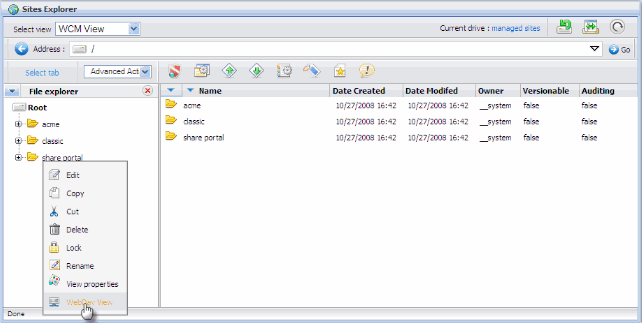 Sites Explorer
Select view WCM View Current drive : managed sites
Address : / Go
Select tab Advanced Act
File explorer
Name Date Created Date Modifed Owner Versionable Auditing
Root
acme
classic
share portal
acme 10/27/2008 16:42 10/27/2008 16:42 __system false false
classic 10/27/2008 16:42 10/27/2008 16:42 __system false false
share portal 10/27/2008 16:42 10/27/2008 16:42 __system false false
Edit
Copy
Cut
Delete
Lock
Rename
View properties
WebDav View
Done